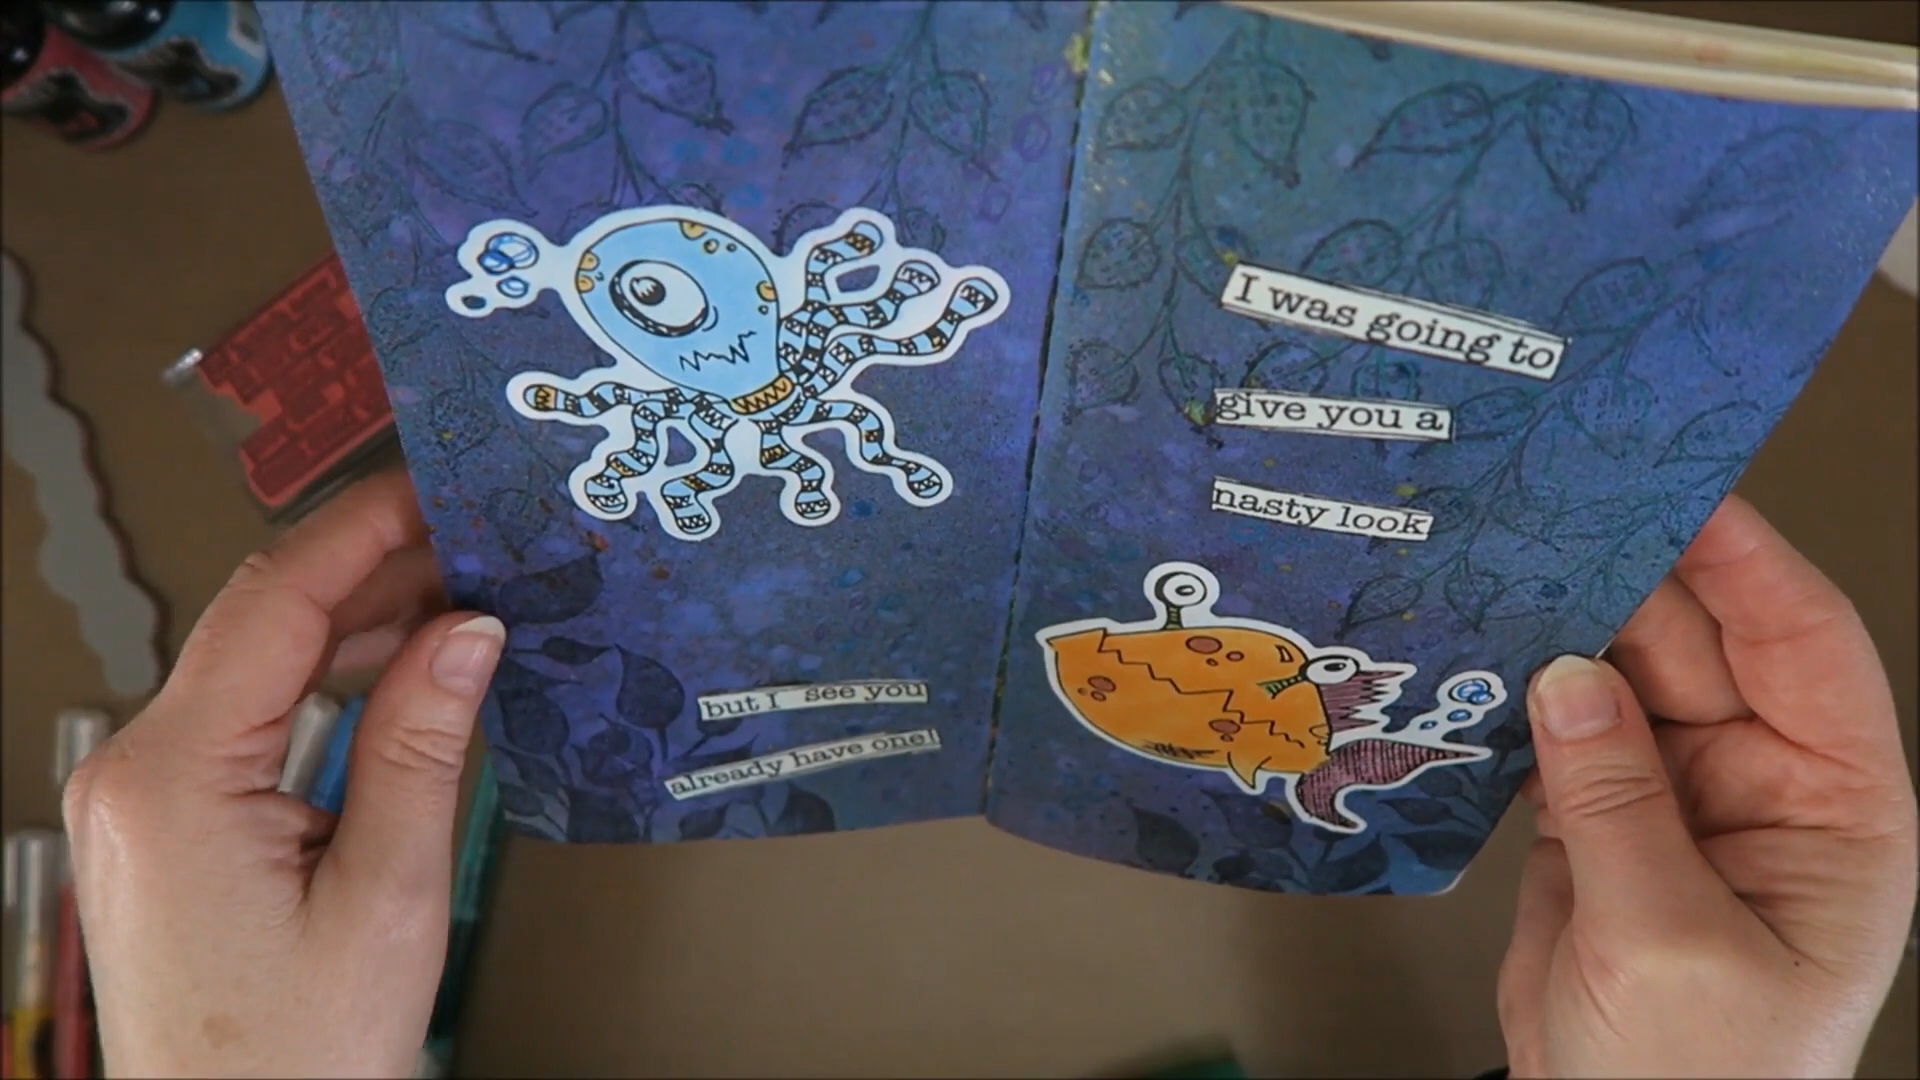 I was going to
give you a
nasty look
but I see you
already have one!